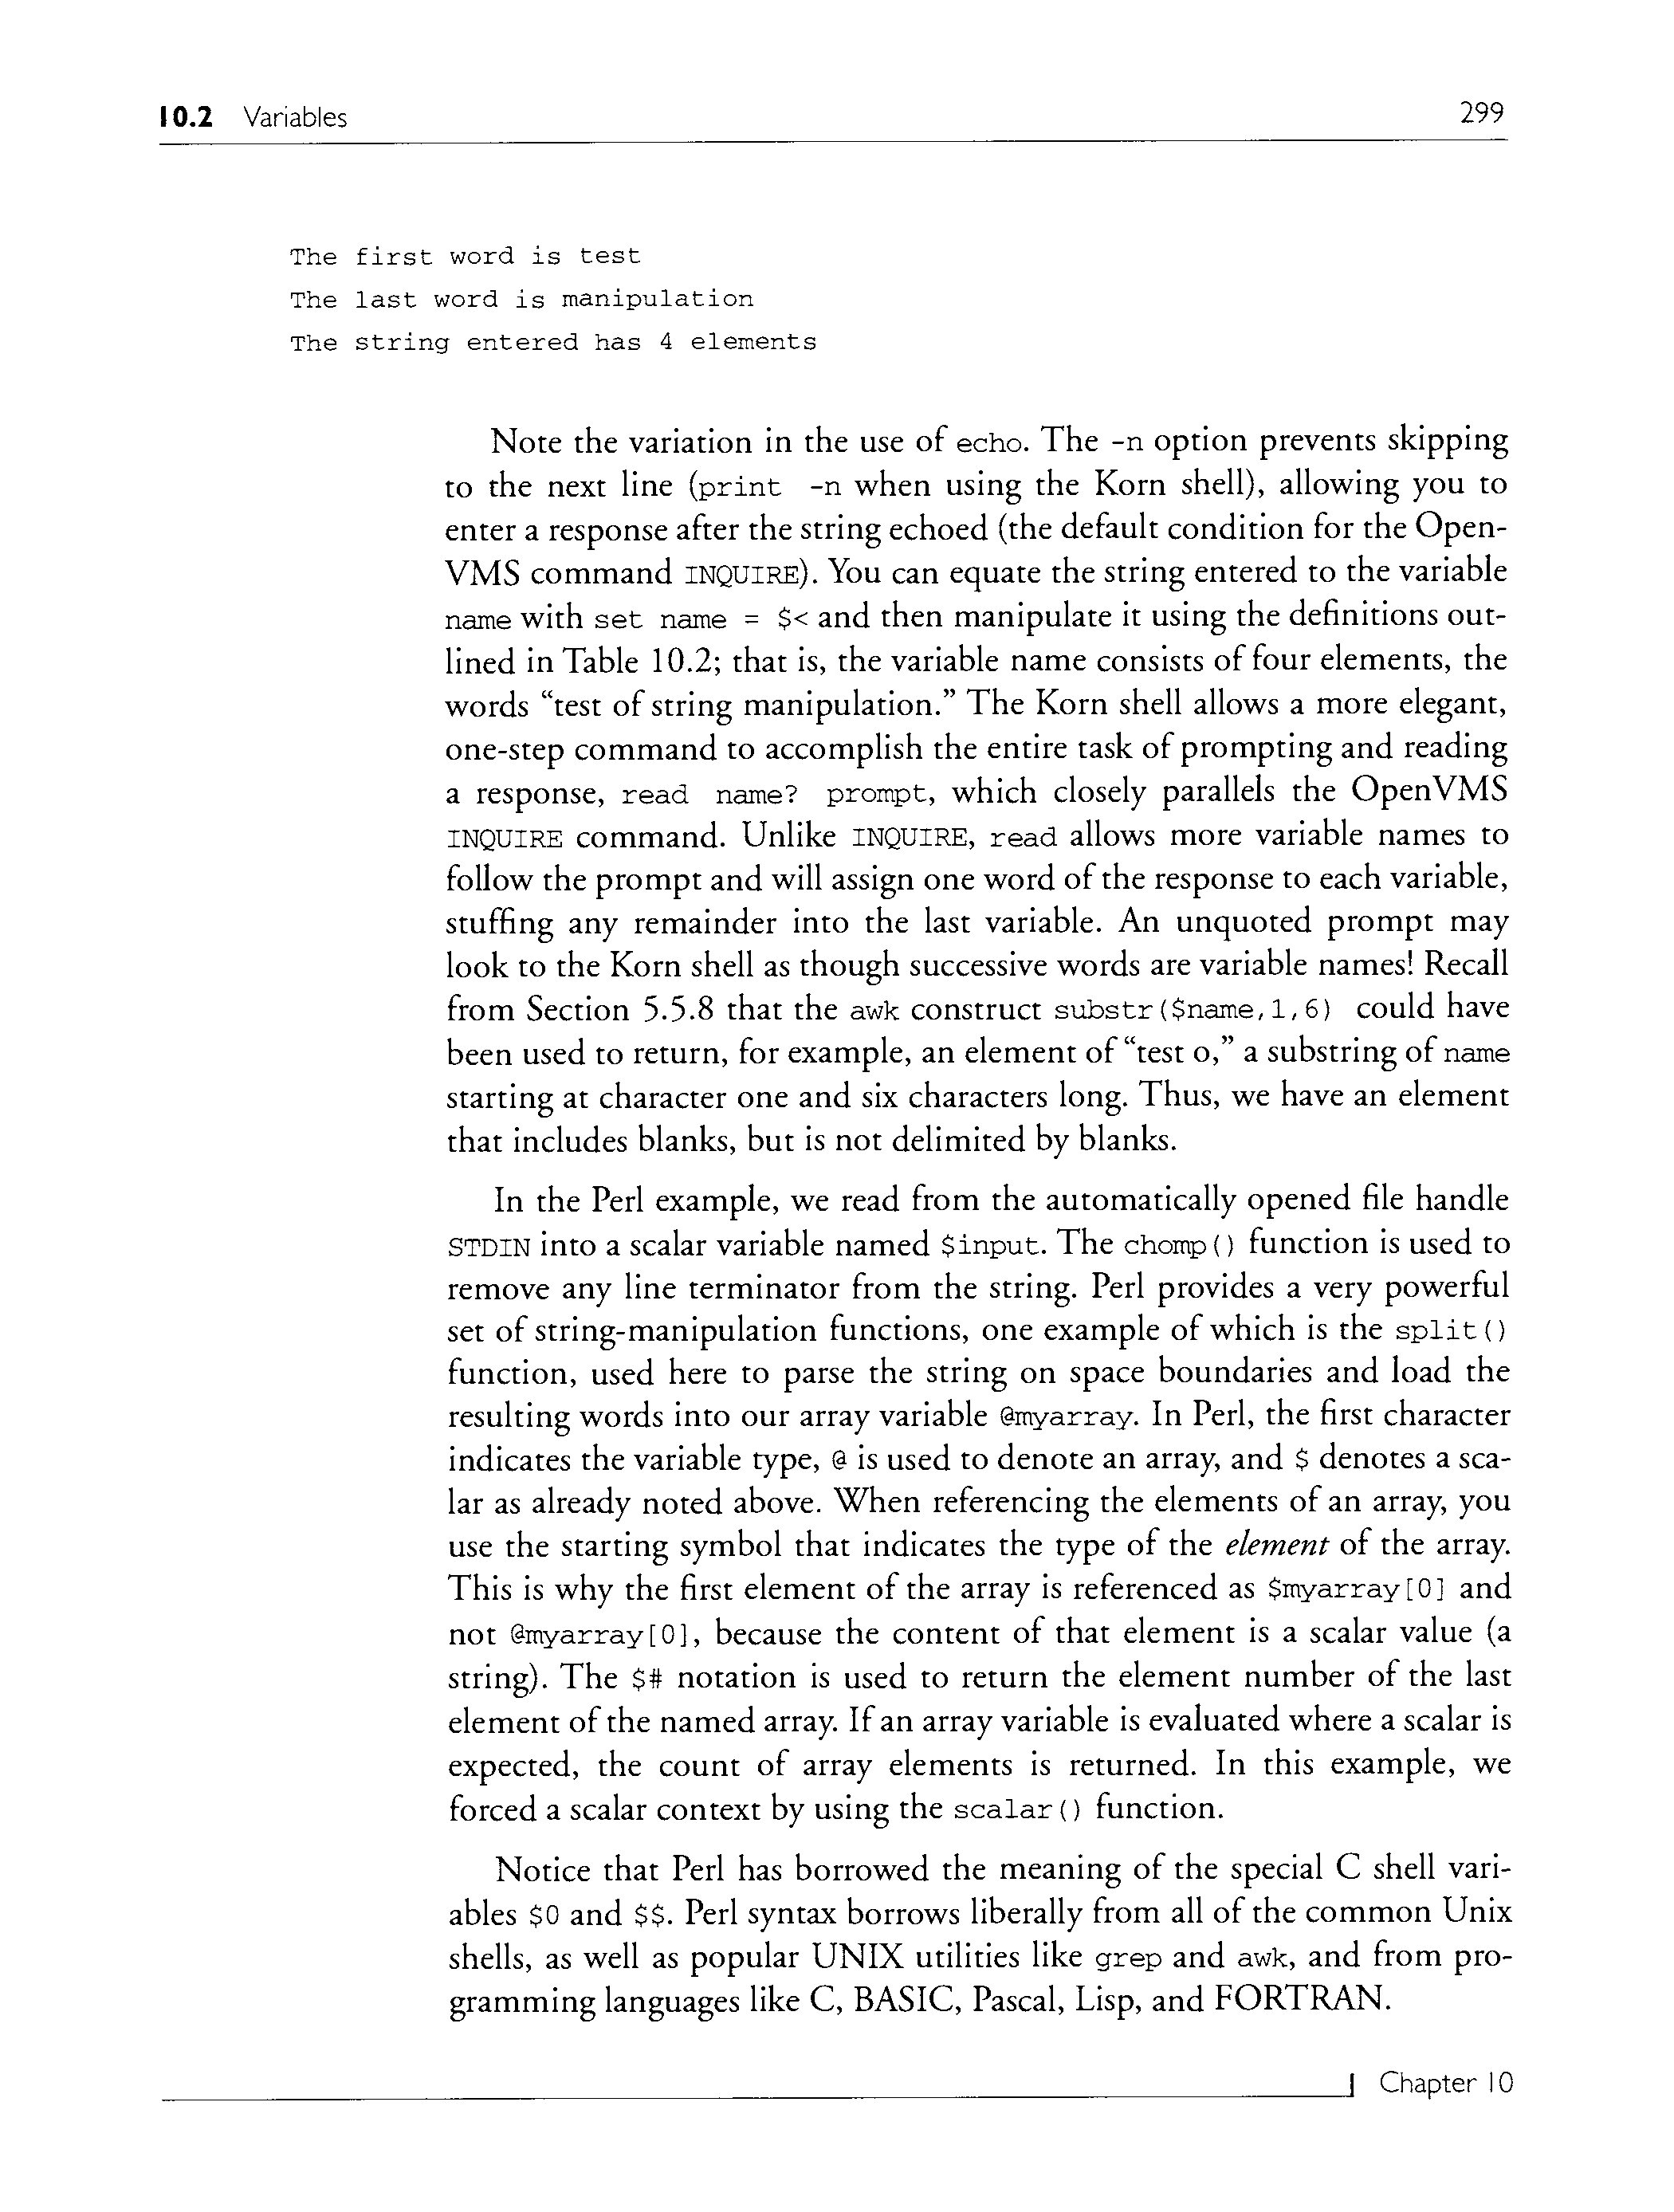 10.2 Variables 299
The first word is test
The last word is manipulation
The string entered has 4 elements
Note the variation in the use of echo. The -n option prevents skipping
to the next line (print -n when using the Korn shell), allowing you to
enter a response after the string echoed (the default condition for the Open-
VMS command INQUIRE). You can equate the string entered to the variable
name with set name = $< and then manipulate it using the definitions out-
lined in Table 10.2; that is, the variable name consists of four elements, the
words “test of string manipulation.” The Korn shell allows a more elegant,
one-step command to accomplish the entire task of prompting and reading
a response, read name? prompt, which closely parallels the OpenVMS
INQUIRE command. Unlike INQUIRE, read allows more variable names to
follow the prompt and will assign one word of the response to each variable,
stuffing any remainder into the last variable. An unquoted prompt may
look to the Korn shell as though successive words are variable names! Recall
from Section 5.5.8 that the awk construct substr($name,1,6) could have
been used to return, for example, an element of “test o,” a substring of name
starting at character one and six characters long. Thus, we have an element
that includes blanks, but is not delimited by blanks.
In the Perl example, we read from the automatically opened file handle
STDIN into a scalar variable named $input. The chomp() function is used to
remove any line terminator from the string. Perl provides a very powerful
set of string-manipulation functions, one example of which is the split()
function, used here to parse the string on space boundaries and load the
resulting words into our array variable @myarray. In Perl, the first character
indicates the variable type, @ is used to denote an array, and $ denotes a sca-
lar as already noted above. When referencing the elements of an array, you
use the starting symbol that indicates the type of the element of the array.
This is why the first element of the array is referenced as $myarray[0] and
not @myarray[0], because the content of that element is a scalar value (a
string). The $# notation is used to return the element number of the last
element of the named array. If an array variable is evaluated where a scalar is
expected, the count of array elements is returned. In this example, we
forced a scalar context by using the scalar() function.
Notice that Perl has borrowed the meaning of the special C shell vari-
ables $0 and $$. Perl syntax borrows liberally from all of the common Unix
shells, as well as popular UNIX utilities like grep and awk, and from pro-
gramming languages like C, BASIC, Pascal, Lisp, and FORTRAN.
Chapter 10